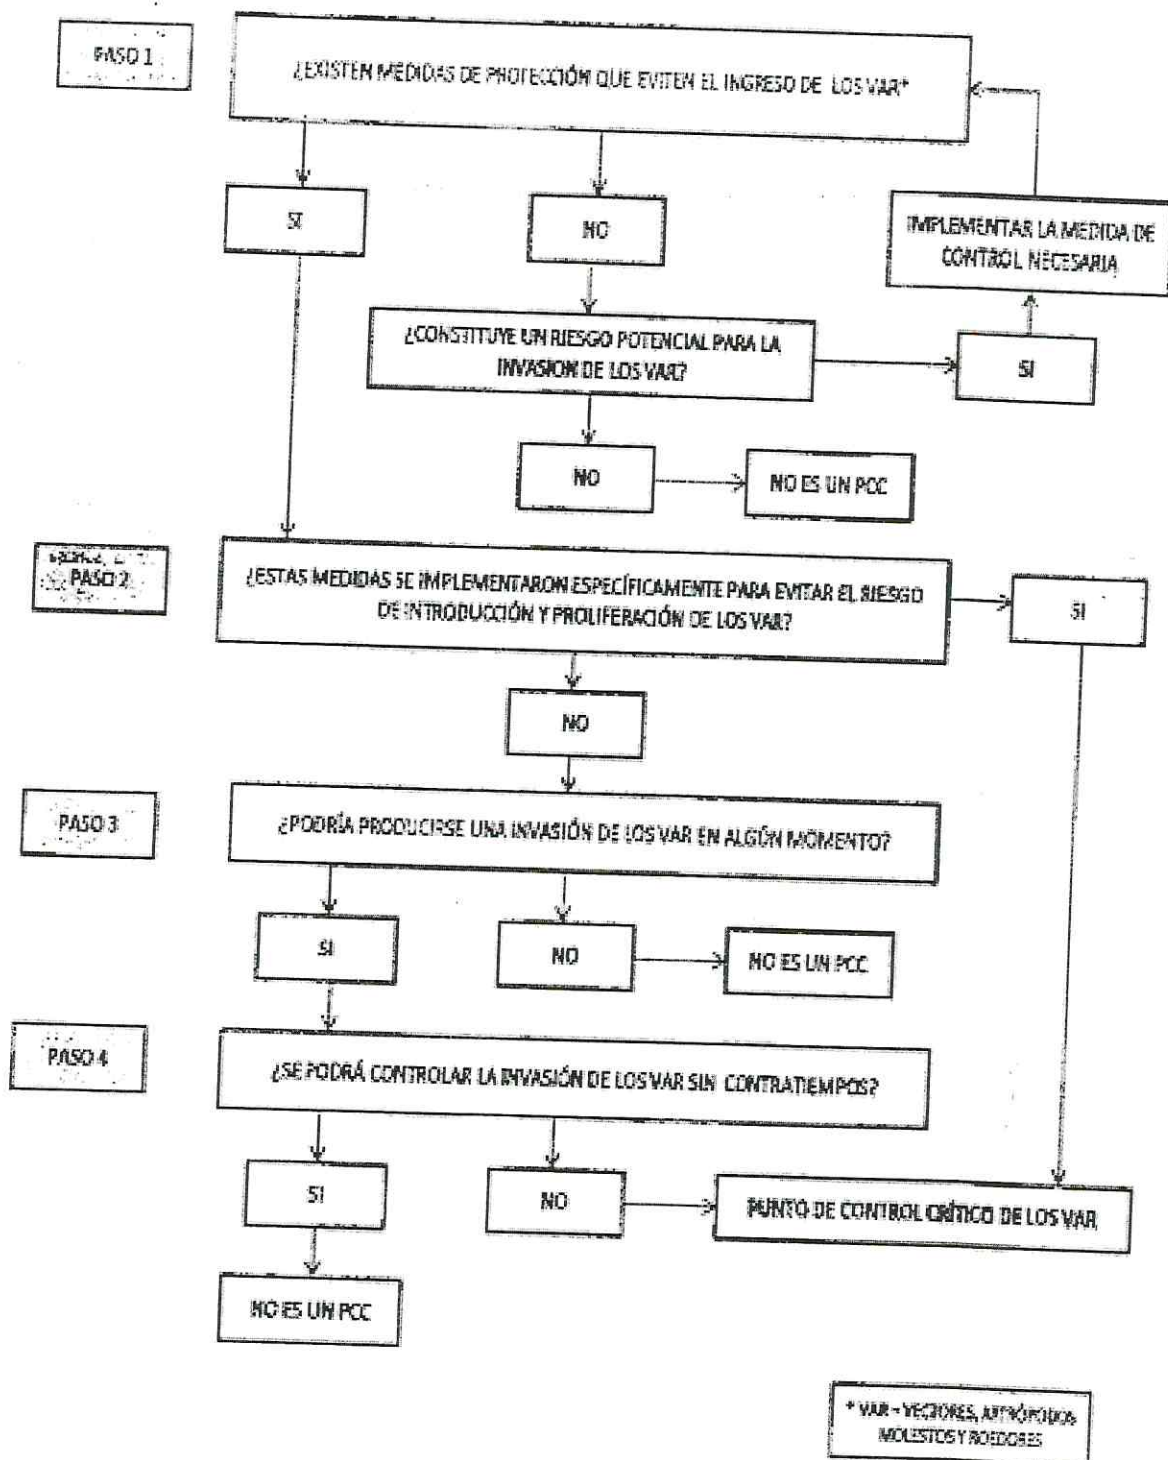 PASO 1
¿EXISTEN MEDIDAS DE PROTECCIÓN QUE EVITEN EL INGRESO DE LOS VAR*
SI
NO
IMPLEMENTAR LA MEDIDA DE
CONTROL NECESARIA
¿CONSTITUYE UN RIESGO POTENCIAL PARA LA
INVASION DE LOS VAR?
SI
NO
NO ES UN PCC
PASO 2
¿ESTAS MEDIDAS SE IMPLEMENTARON ESPECÍFICAMENTE PARA EVITAR EL RIESGO
DE INTRODUCCIÓN Y PROLIFERACIÓN DE LOS VAR?
SI
NO
PASO 3
¿PODRÍA PRODUCIRSE UNA INVASIÓN DE LOS VAR EN ALGÚN MOMENTO?
SI
NO
NO ES UN PCC
PASO 4
¿SE PODRÁ CONTROLAR LA INVASIÓN DE LOS VAR SIN CONTRATIEMPOS?
SI
NO
PUNTO DE CONTROL CRÍTICO DE LOS VAR
NO ES UN PCC
* VAR = VECTORES, ARTRÓPODOS
MOLESTOS Y ROEDORES